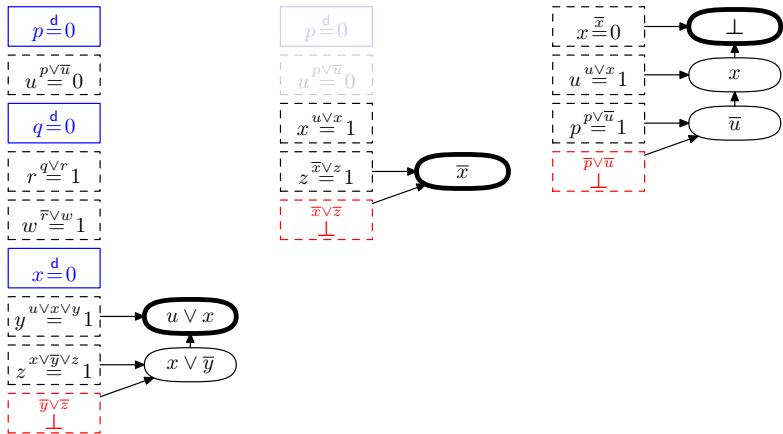 p =ᵈ 0
u =^{p∨u̅} 0
q =ᵈ 0
r =^{q∨r} 1
w =^{r̅∨w} 1
x =ᵈ 0
y =^{u∨x∨y} 1
u ∨ x
z =^{x∨y̅∨z} 1
x ∨ y̅
y̅∨z̅
⊥
p =ᵈ 0
u =^{p∨u̅} 0
x =^{u∨x} 1
z =^{x̅∨z} 1
x̅
x̅∨z̅
⊥
x =^{x̅} 0
⊥
u =^{u∨x} 1
x
p =^{p∨u̅} 1
u̅
p̅∨u̅
⊥